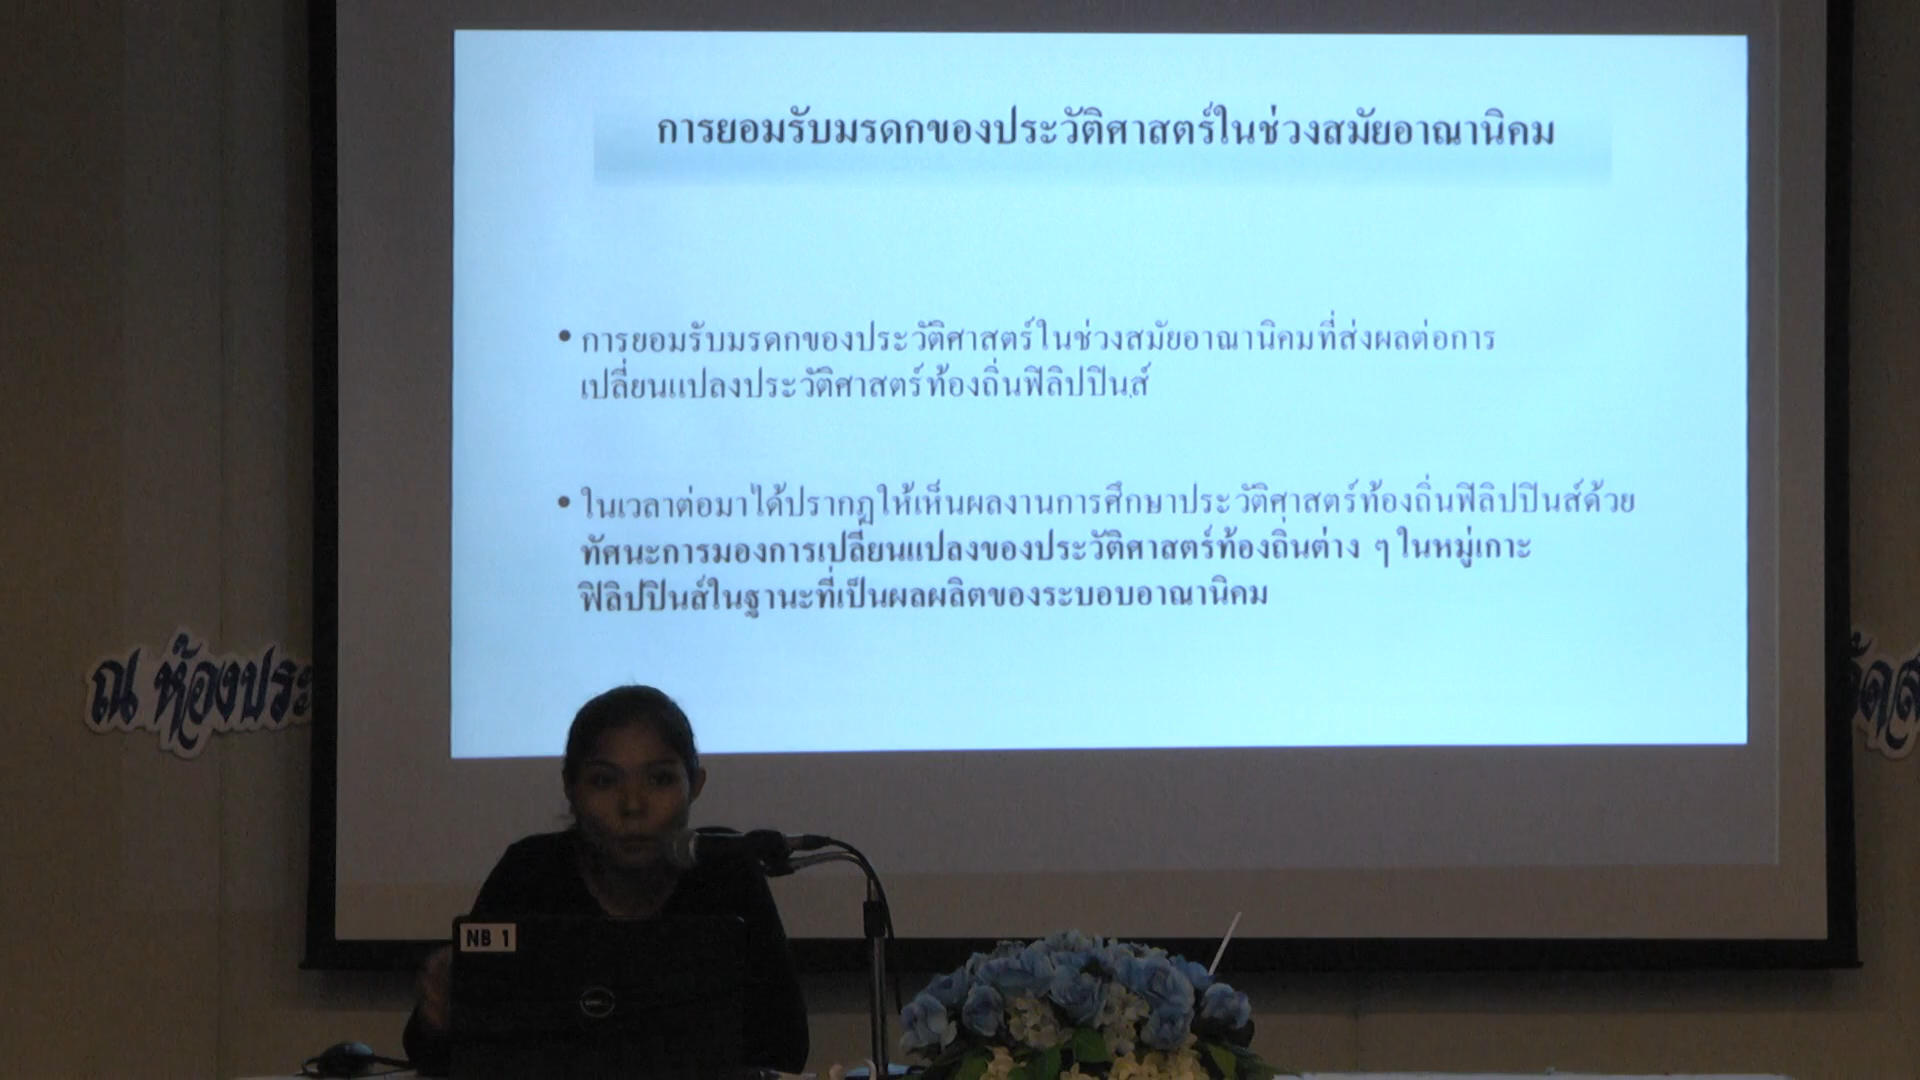 การยอมรับมรดกของประวัติศาสตร์ในช่วงสมัยอาณานิคม
• การยอมรับมรดกของประวัติศาสตร์ในช่วงสมัยอาณานิคมที่ส่งผลต่อการ
เปลี่ยนแปลงประวัติศาสตร์ท้องถิ่นฟิลิปปินส์
• ในเวลาต่อมาได้ปรากฏให้เห็นผลงานการศึกษาประวัติศาสตร์ท้องถิ่นฟิลิปปินส์ด้วย
ทัศนะการมองการเปลี่ยนแปลงของประวัติศาสตร์ท้องถิ่นต่าง ๆ ในหมู่เกาะ
ฟิลิปปินส์ในฐานะที่เป็นผลผลิตของระบอบอาณานิคม
ณ ห้องประ
NB 1
DELL